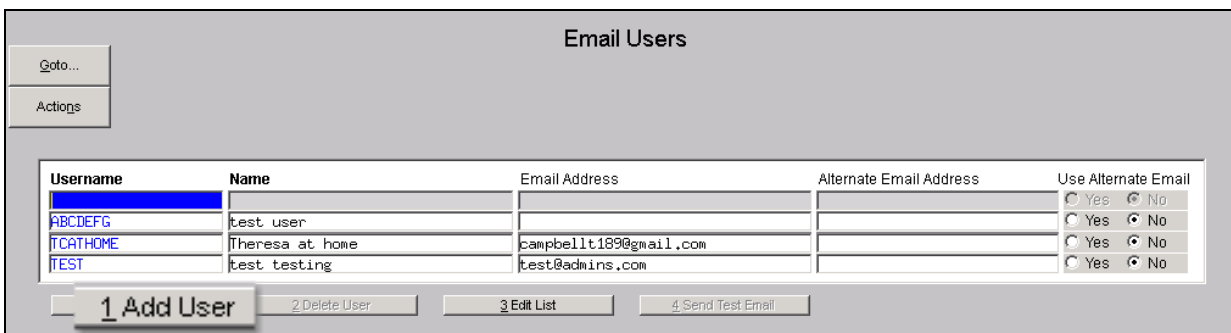 Email Users
Goto...
Actions
Username Name Email Address Alternate Email Address Use Alternate Email
Yes No
ABCDEFG test user Yes No
TCATHOME Theresa at home campbellt189@gmail.com Yes No
TEST test testing test@admins.com Yes No
1 Add User 2 Delete User 3 Edit List 4 Send Test Email